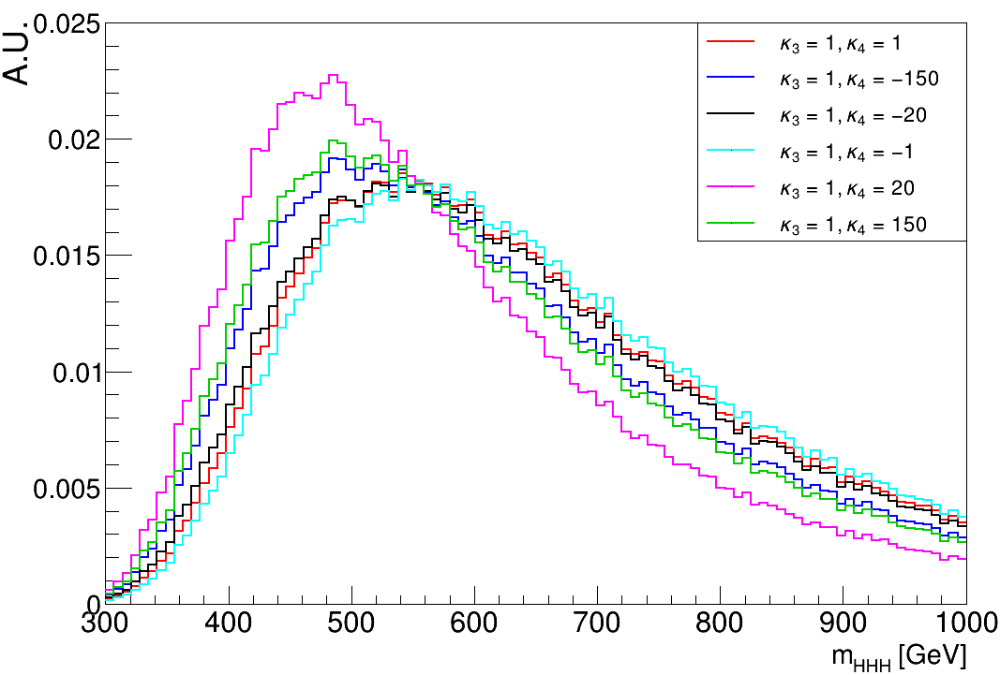 A.U.
0.025
0.02
0.015
0.01
0.005
0
300 400 500 600 700 800 900 1000
m_HHH [GeV]
κ₃ = 1, κ₄ = 1
κ₃ = 1, κ₄ = −150
κ₃ = 1, κ₄ = −20
κ₃ = 1, κ₄ = −1
κ₃ = 1, κ₄ = 20
κ₃ = 1, κ₄ = 150